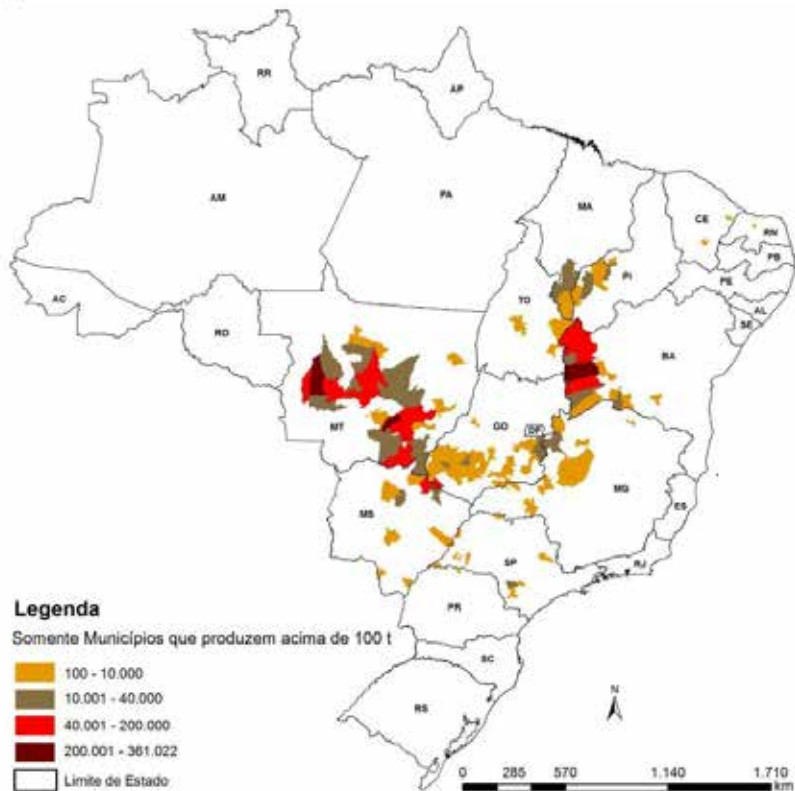 RR
AP
AM
PA
MA
CE
RN
PB
PI
PE
AL
SE
AC
TO
RO
BA
MT
GO
DF
MG
ES
MS
SP
RJ
PR
SC
RS
Legenda
Somente Municípios que produzem acima de 100 t
100 - 10.000
10.001 - 40.000
40.001 - 200.000
200.001 - 361.022
Limite de Estado
N
0 285 570 1.140 1.710
km